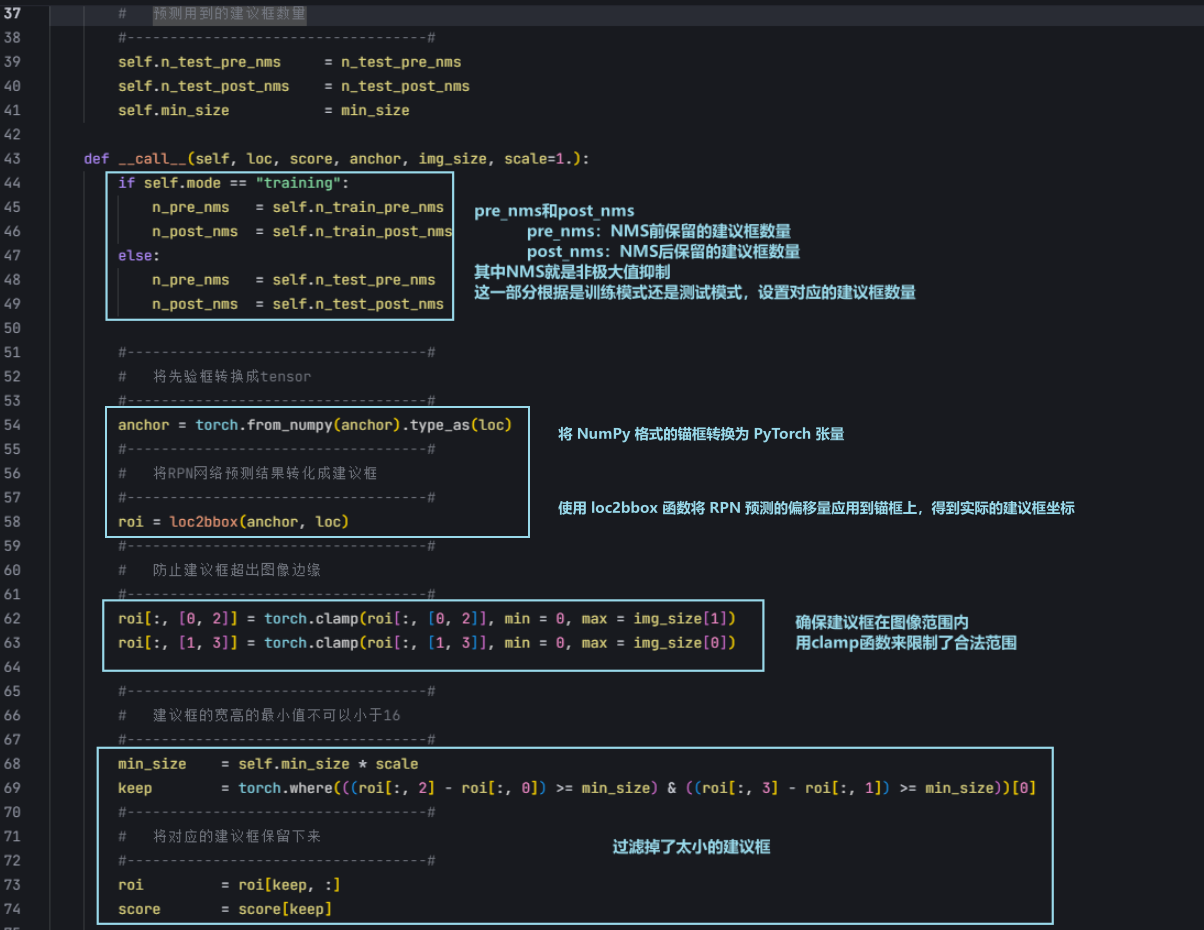 37 # 预测用到的建议框数量
38 #-----------------------------------#
39 self.n_test_pre_nms = n_test_pre_nms
40 self.n_test_post_nms = n_test_post_nms
41 self.min_size = min_size
42
43 def __call__(self, loc, score, anchor, img_size, scale=1.):
44 if self.mode == "training":
45 n_pre_nms = self.n_train_pre_nms
46 n_post_nms = self.n_train_post_nms
47 else:
48 n_pre_nms = self.n_test_pre_nms
49 n_post_nms = self.n_test_post_nms
pre_nms和post_nms
pre_nms：NMS前保留的建议框数量
post_nms：NMS后保留的建议框数量
其中NMS就是非极大值抑制
这一部分根据是训练模式还是测试模式，设置对应的建议框数量
50
51 #-----------------------------------#
52 # 将先验框转换成tensor
53 #-----------------------------------#
54 anchor = torch.from_numpy(anchor).type_as(loc)
将 NumPy 格式的锚框转换为 PyTorch 张量
55 #-----------------------------------#
56 # 将RPN网络预测结果转化成建议框
57 #-----------------------------------#
58 roi = loc2bbox(anchor, loc)
使用 loc2bbox 函数将 RPN 预测的偏移量应用到锚框上，得到实际的建议框坐标
59 #-----------------------------------#
60 # 防止建议框超出图像边缘
61 #-----------------------------------#
62 roi[:, [0, 2]] = torch.clamp(roi[:, [0, 2]], min = 0, max = img_size[1])
63 roi[:, [1, 3]] = torch.clamp(roi[:, [1, 3]], min = 0, max = img_size[0])
确保建议框在图像范围内
用clamp函数来限制了合法范围
64
65 #-----------------------------------#
66 # 建议框的宽高的最小值不可以小于16
67 #-----------------------------------#
68 min_size = self.min_size * scale
69 keep = torch.where(((roi[:, 2] - roi[:, 0]) >= min_size) & ((roi[:, 3] - roi[:, 1]) >= min_size))[0]
70 #-----------------------------------#
71 # 将对应的建议框保留下来
72 #-----------------------------------#
过滤掉了太小的建议框
73 roi = roi[keep, :]
74 score = score[keep]